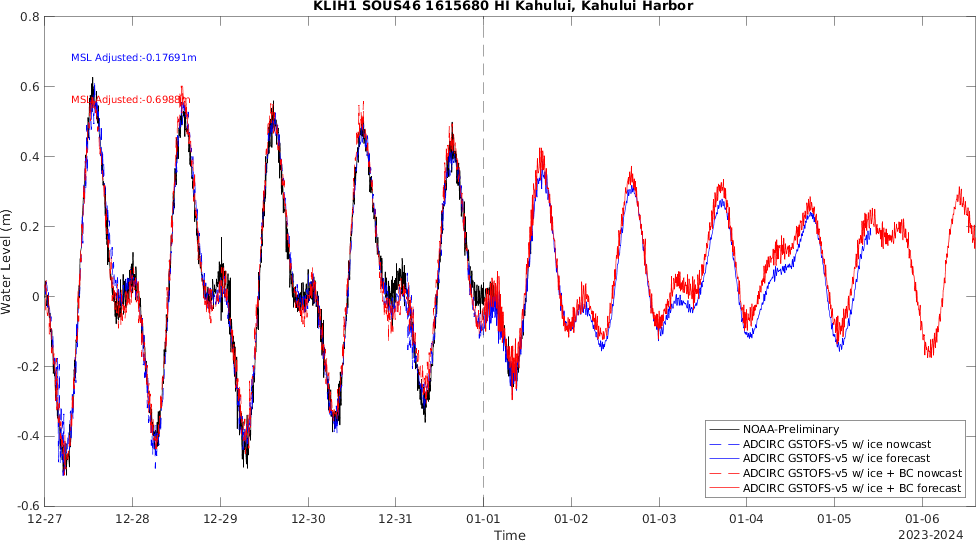 KLIH1 SOUS46 1615680 HI Kahului, Kahului Harbor
0.8
0.6
0.4
0.2
0
-0.2
-0.4
-0.6
Water Level (m)
MSL Adjusted:-0.17691m
MSL Adjusted:-0.6988m
NOAA-Preliminary
ADCIRC GSTOFS-v5 w/ ice nowcast
ADCIRC GSTOFS-v5 w/ ice forecast
ADCIRC GSTOFS-v5 w/ ice + BC nowcast
ADCIRC GSTOFS-v5 w/ ice + BC forecast
12-27 12-28 12-29 12-30 12-31 01-01 01-02 01-03 01-04 01-05 01-06
Time
2023-2024